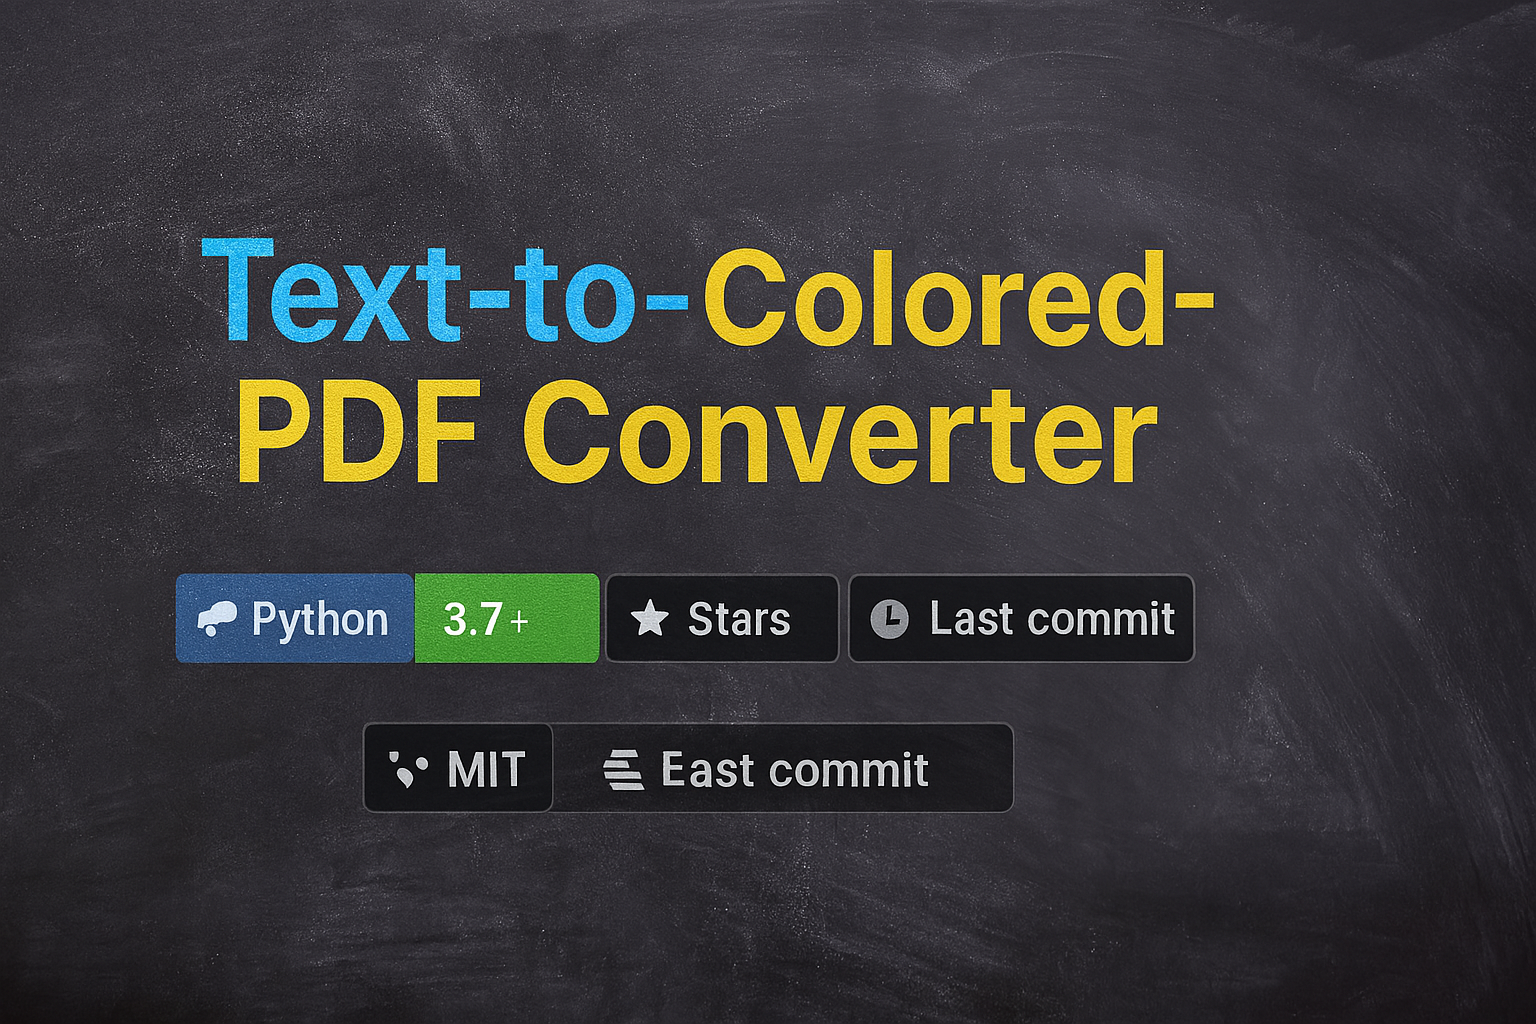 Text-to-Colored-
PDF Converter
Python 3.7+ Stars Last commit
MIT East commit